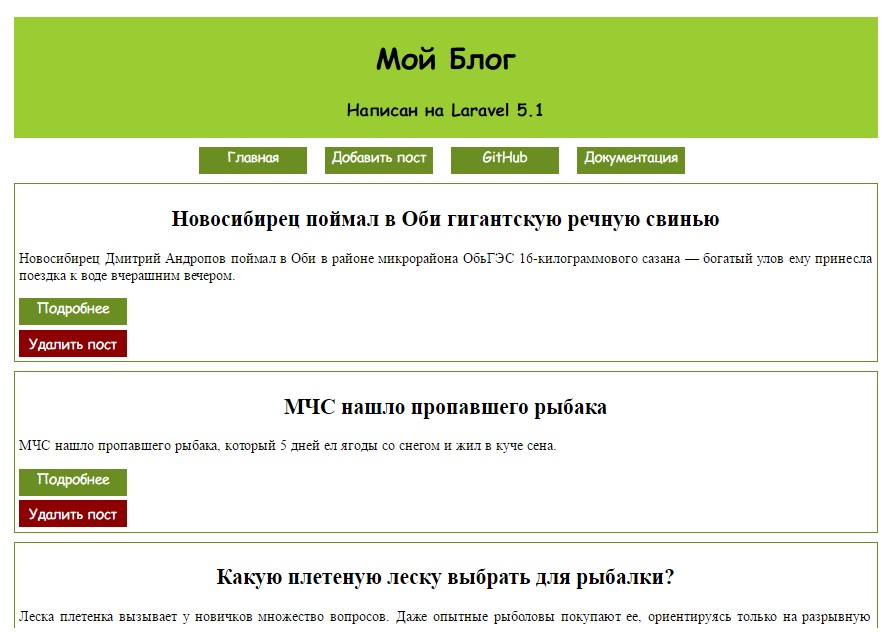 Мой Блог
Написан на Laravel 5.1
Главная Добавить пост GitHub Документация
Новосибирец поймал в Оби гигантскую речную свинью
Новосибирец Дмитрий Андропов поймал в Оби в районе микрорайона ОбьГЭС 16-килограммового сазана — богатый улов ему принесла
поездка к воде вчерашним вечером.
Подробнее
Удалить пост
МЧС нашло пропавшего рыбака
МЧС нашло пропавшего рыбака, который 5 дней ел ягоды со снегом и жил в куче сена.
Подробнее
Удалить пост
Какую плетеную леску выбрать для рыбалки?
Леска плетенка вызывает у новичков множество вопросов. Даже опытные рыболовы покупают ее, ориентируясь только на разрывную